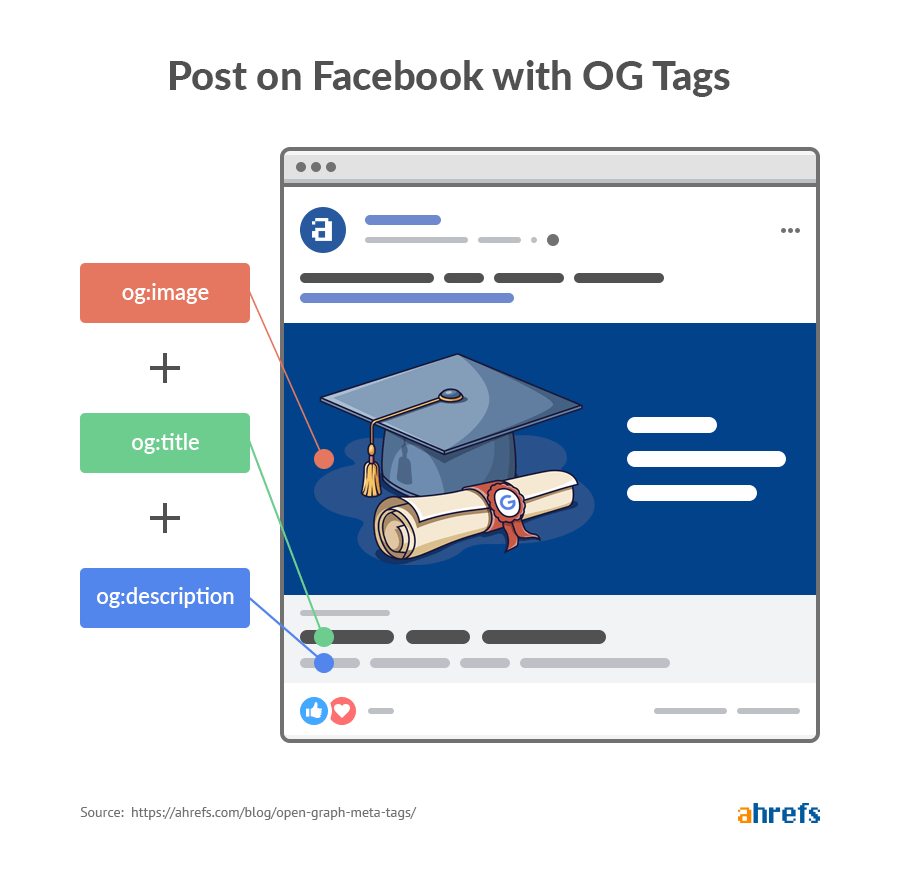 Post on Facebook with OG Tags
a
og:image
+
og:title
+
og:description
G
Source: https://ahrefs.com/blog/open-graph-meta-tags/
ahrefs